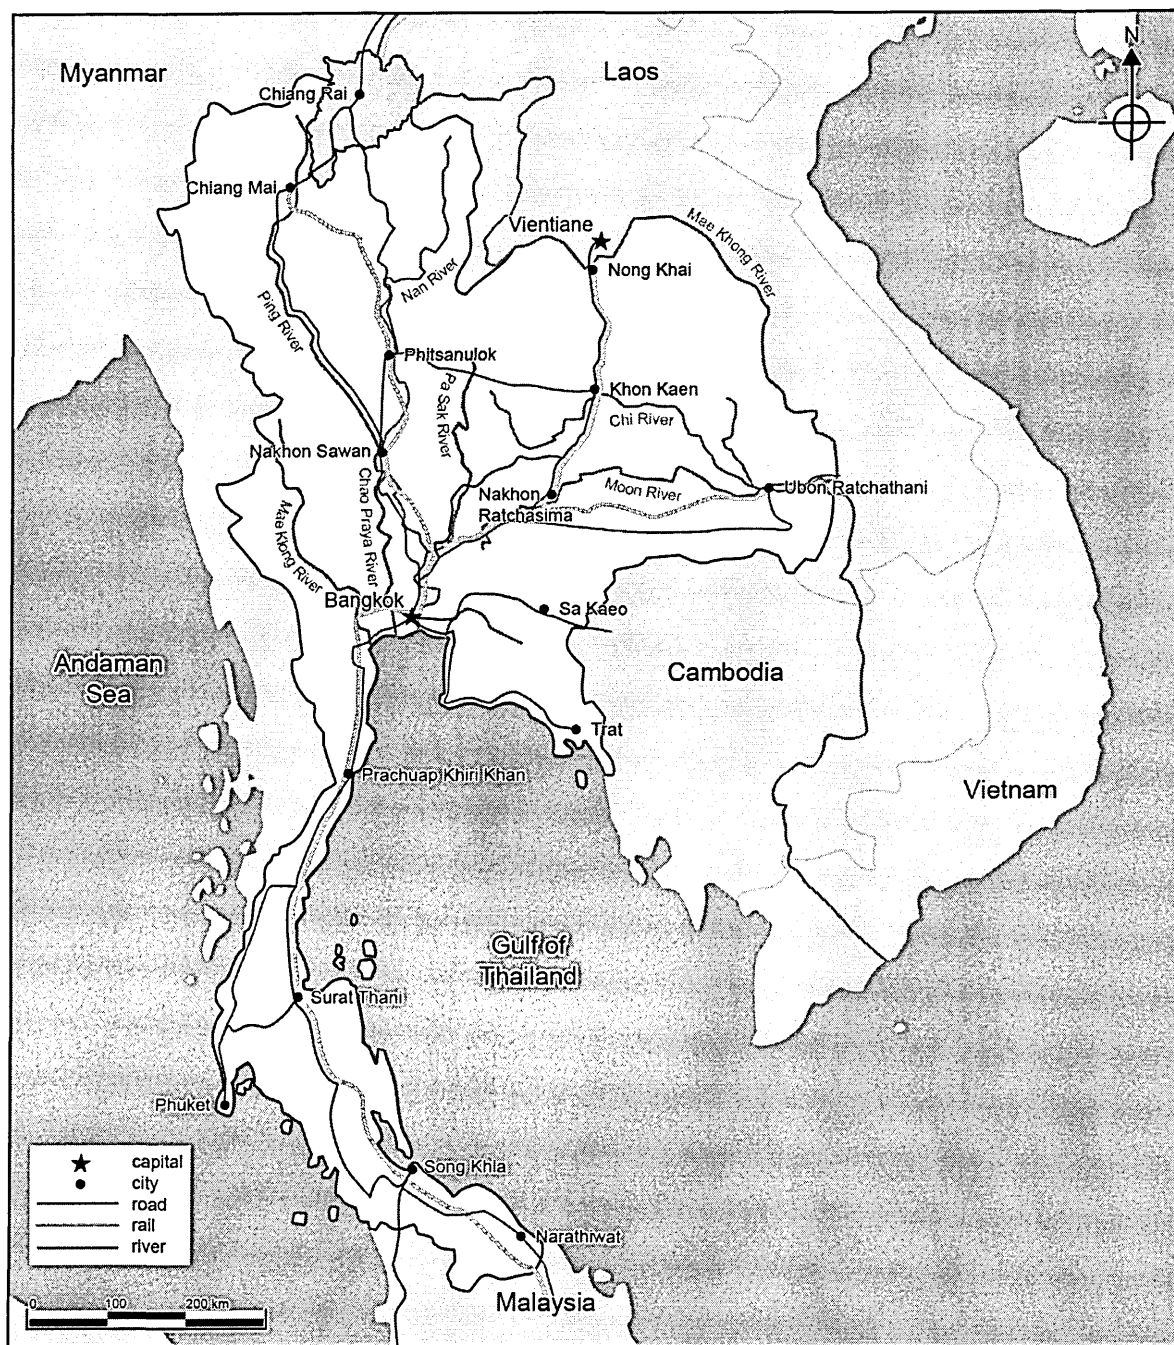 N
Myanmar
Laos
Chiang Rai
Chiang Mai
Vientiane
Mae Khong River
Nong Khai
Nan River
Ping River
Phitsanulok
Pa Sak River
Khon Kaen
Chi River
Nakhon Sawan
Chao Praya River
Mae Klong River
Nakhon
Ratchasima
Moon River
Ubon Ratchathani
Bangkok
Sa Kaeo
Andaman
Sea
Cambodia
Trat
Prachuap Khiri Khan
Vietnam
Gulf of
Thailand
Surat Thani
Phuket
Song Khla
Narathiwat
Malaysia
capital
city
road
rail
river
0 100 200 km